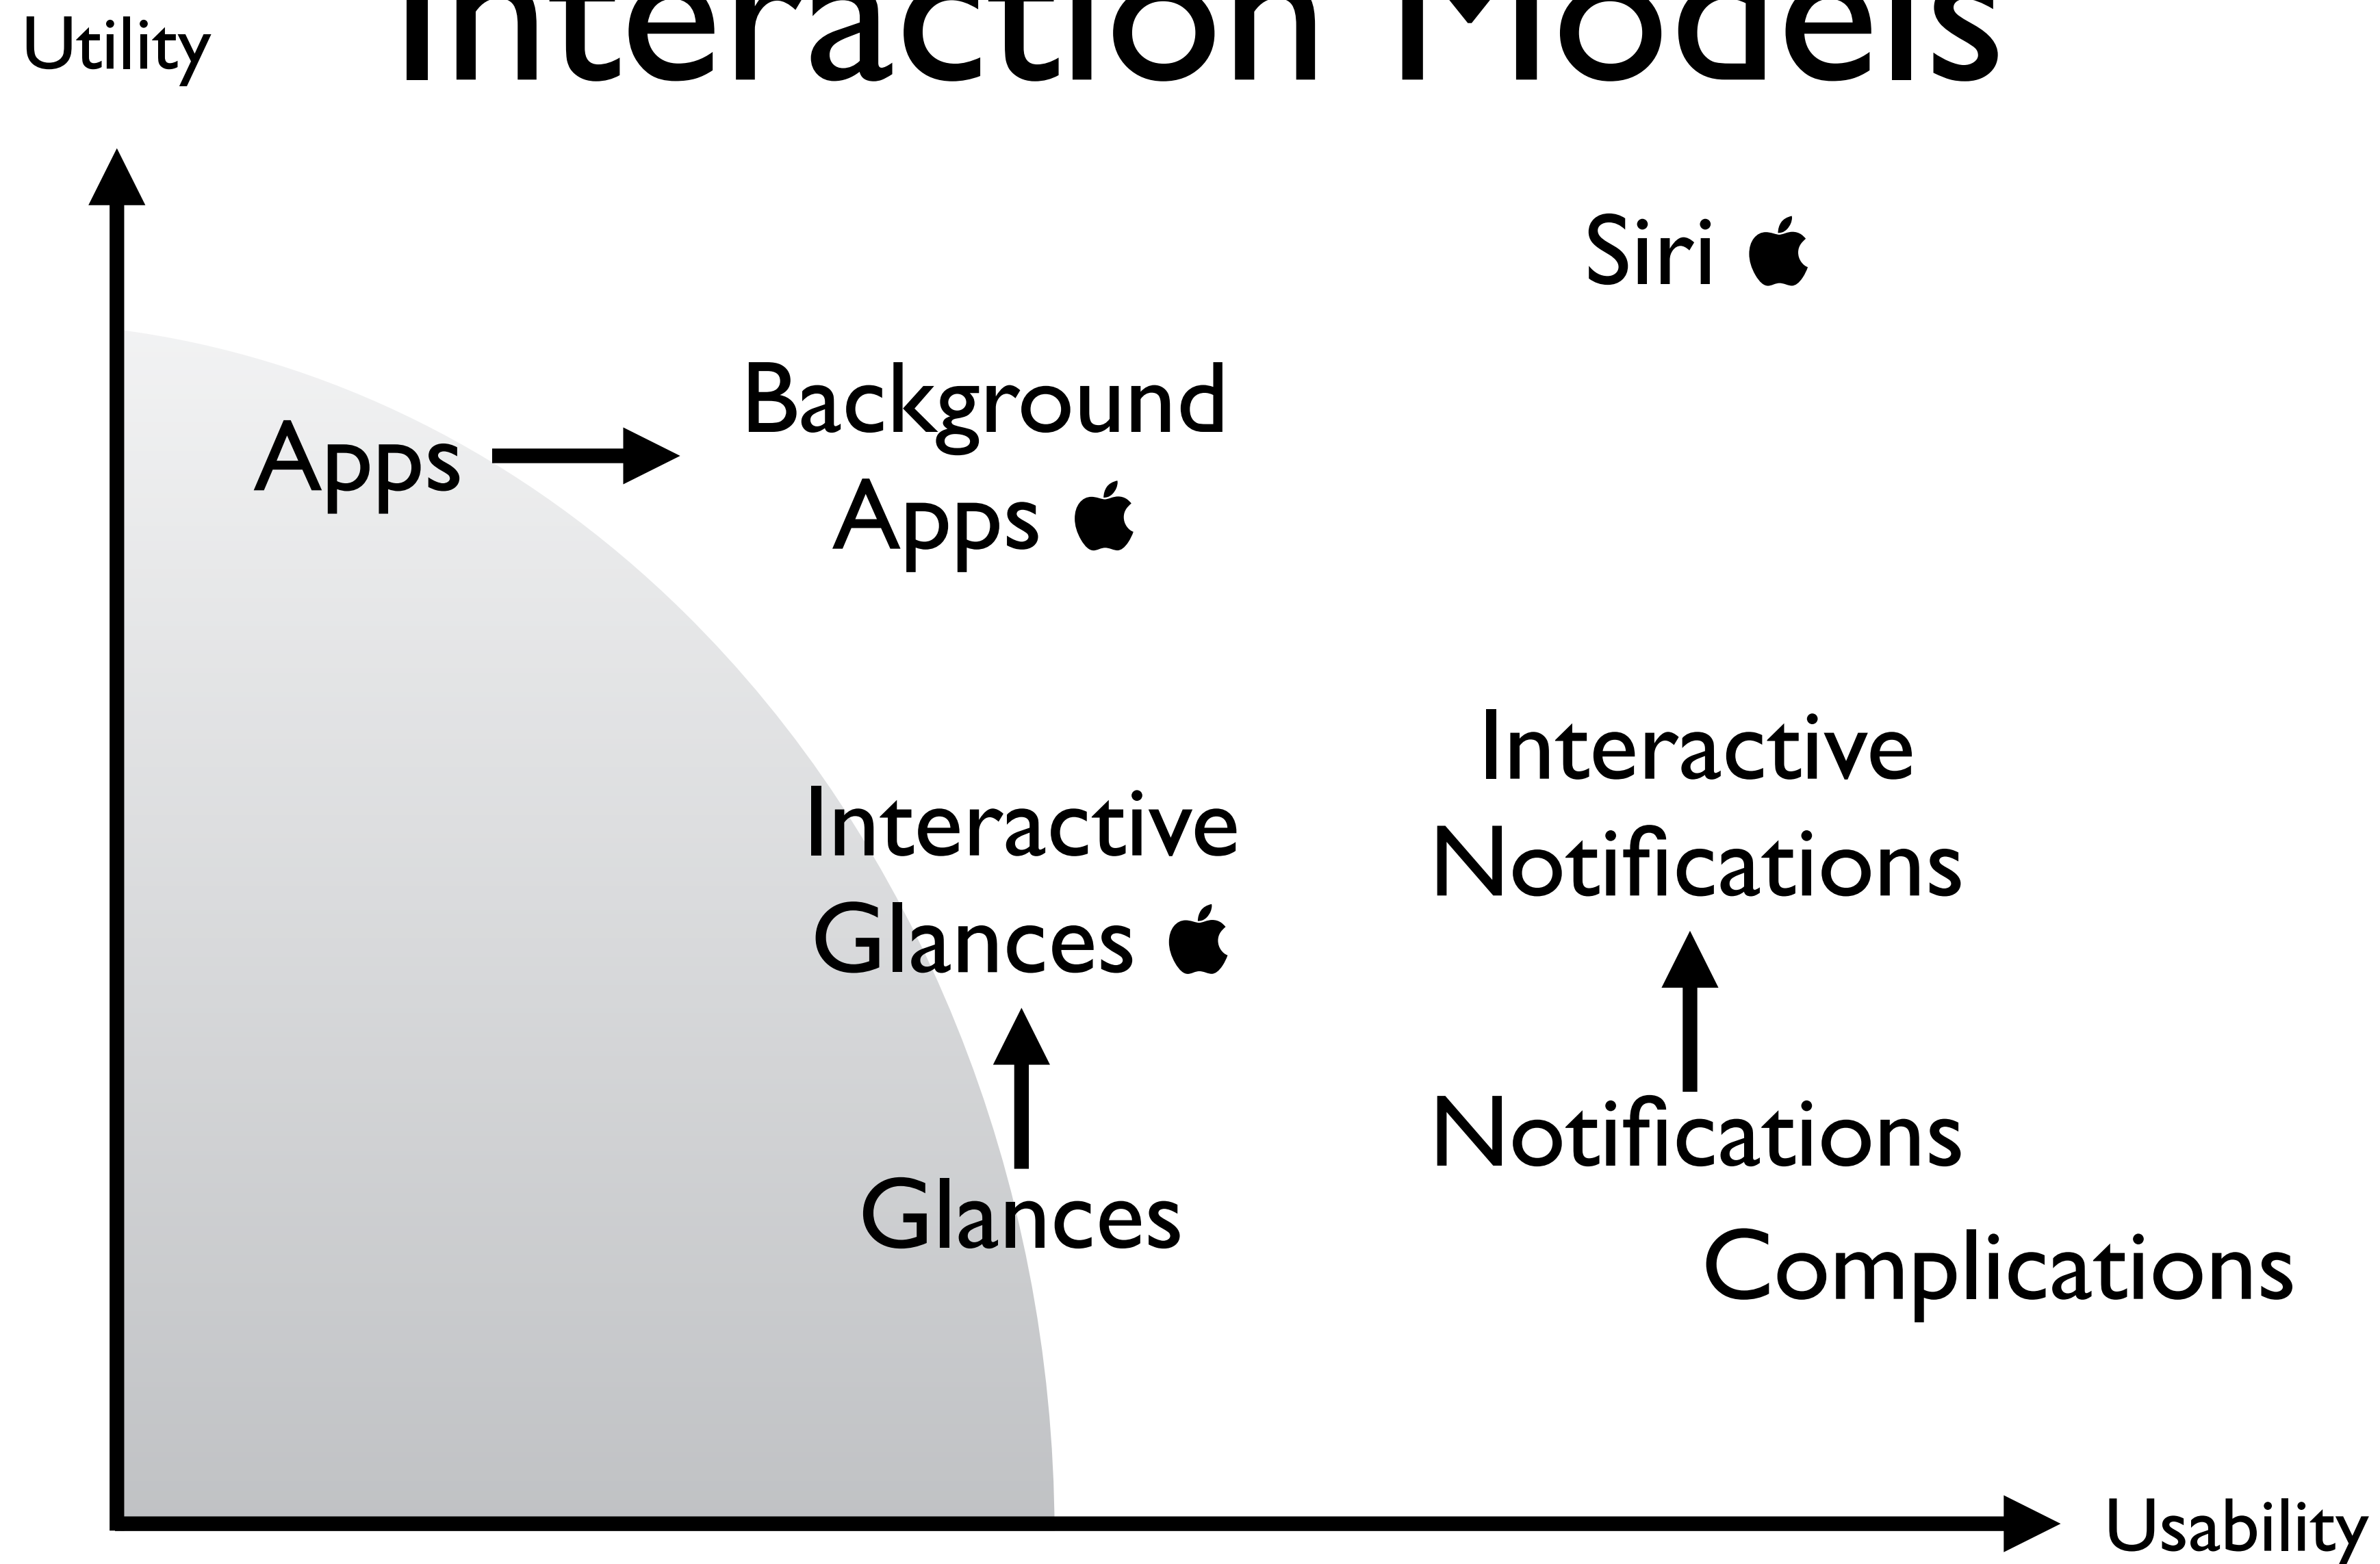 Interaction Models
Utility
Siri
Background
Apps
Apps
Interactive
Notifications
Interactive
Glances
Notifications
Glances
Complications
Usability